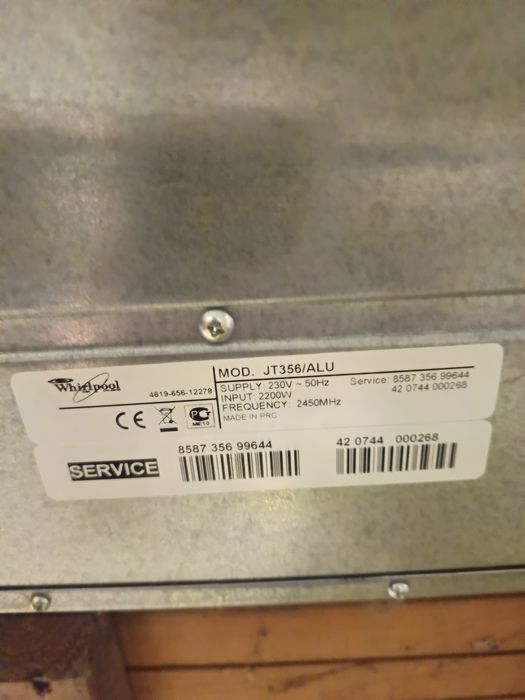 Whirlpool
4619-656-12278
MOD. JT356/ALU
SUPPLY: 230V ~ 50Hz
INPUT: 2200W
FREQUENCY: 2450MHz
MADE IN PRC
Service: 8587 356 99644
42 0744 000268
CE
PC
ME10
SERVICE
8587 356 99644
42 0744 000268